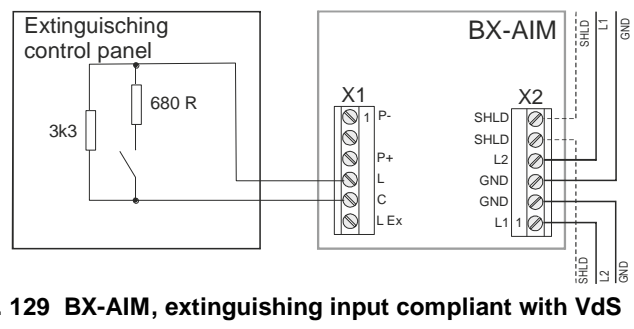 Extinguisching
control panel
680 R
3k3
BX-AIM
SHLD
L1
GND
X1
1 P-
P+
L
C
L Ex
X2
SHLD
SHLD
L2
GND
GND
L1 1
SHLD
L2
GND
. 129 BX-AIM, extinguishing input compliant with VdS